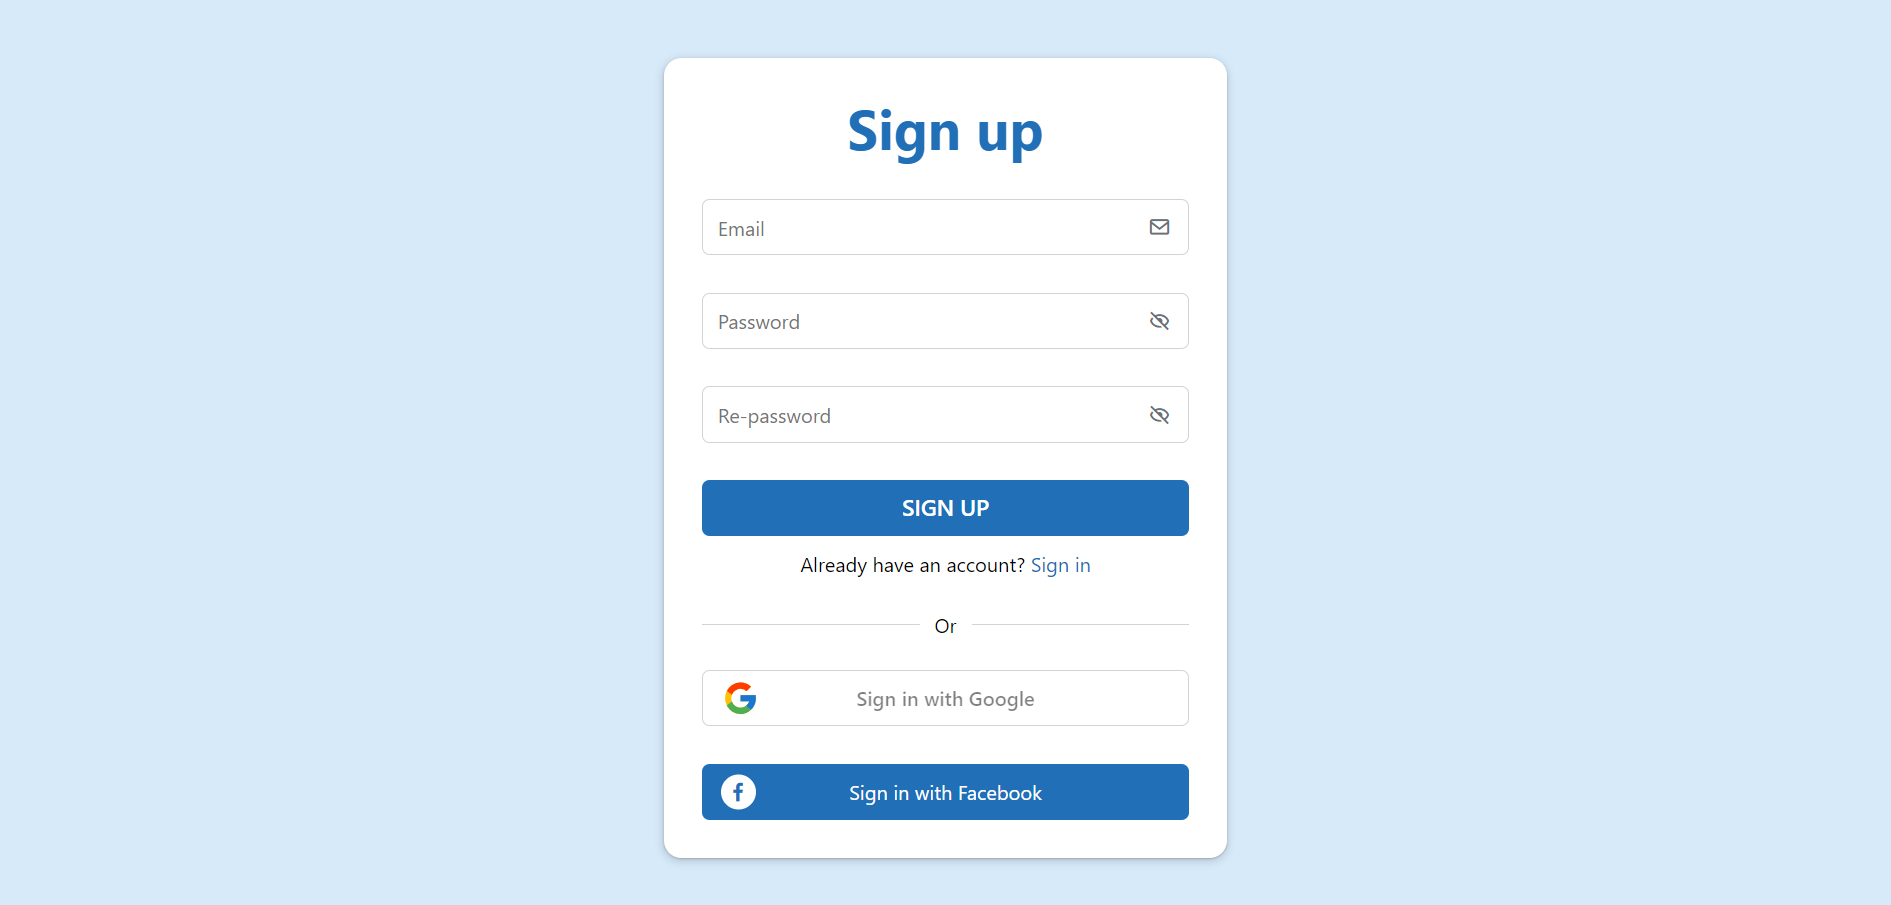 Sign up
Email
Password
Re-password
SIGN UP
Already have an account? Sign in
Or
Sign in with Google
Sign in with Facebook